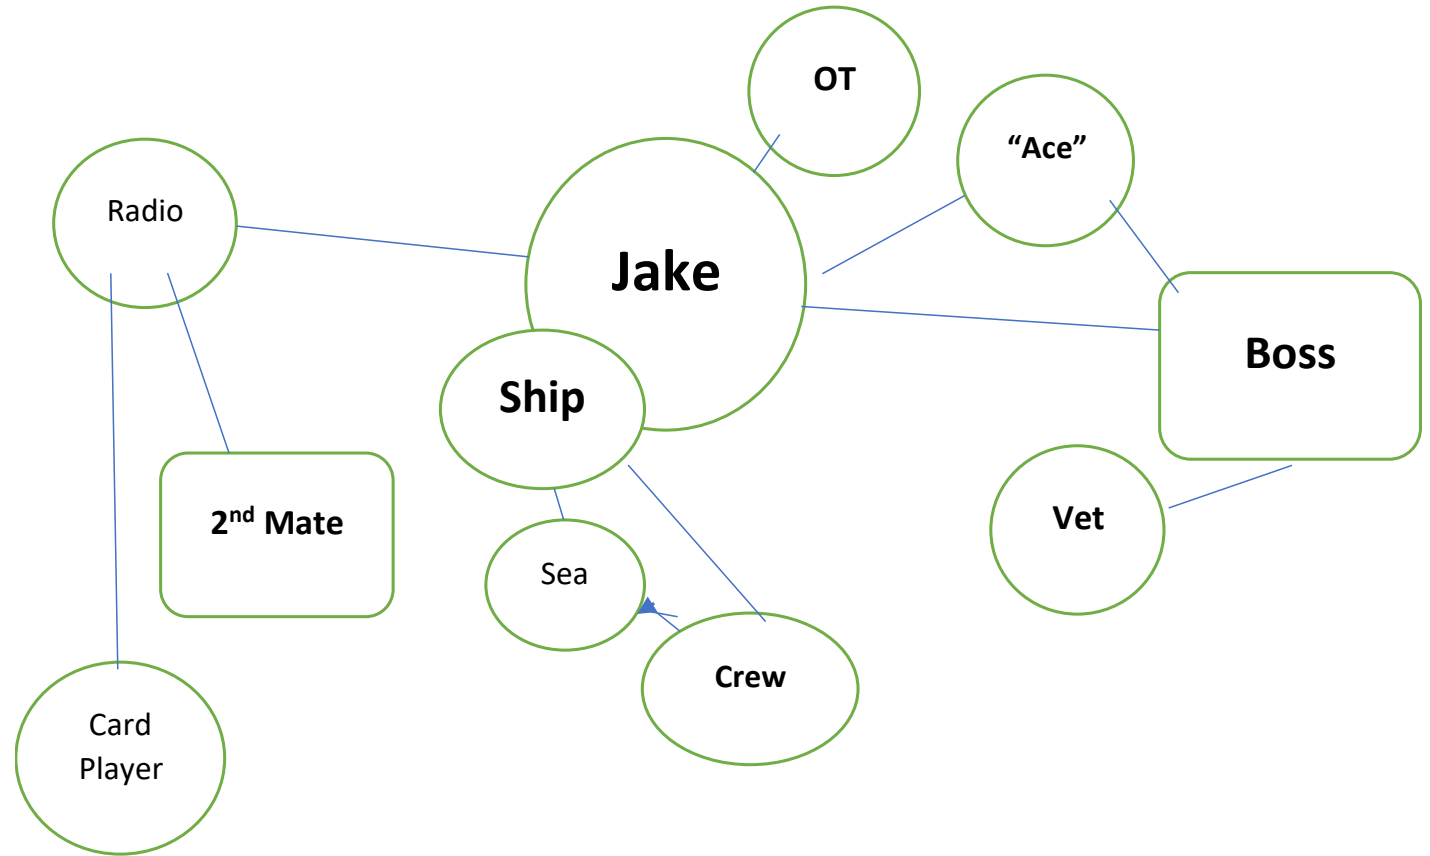 OT
“Ace”
Radio
Jake
Boss
Ship
Vet
2nd Mate
Sea
Crew
Card
Player